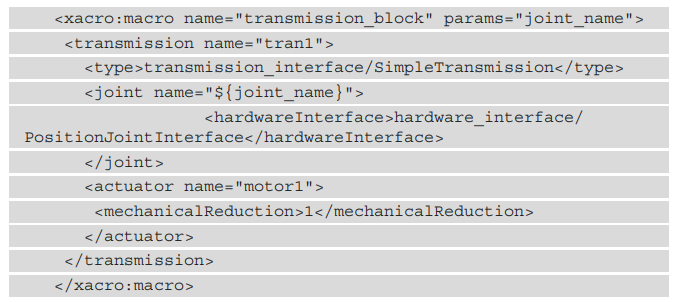 <xacro:macro name="transmission_block" params="joint_name">
<transmission name="tran1">
<type>transmission_interface/SimpleTransmission</type>
<joint name="${joint_name}">
<hardwareInterface>hardware_interface/
PositionJointInterface</hardwareInterface>
</joint>
<actuator name="motor1">
<mechanicalReduction>1</mechanicalReduction>
</actuator>
</transmission>
</xacro:macro>